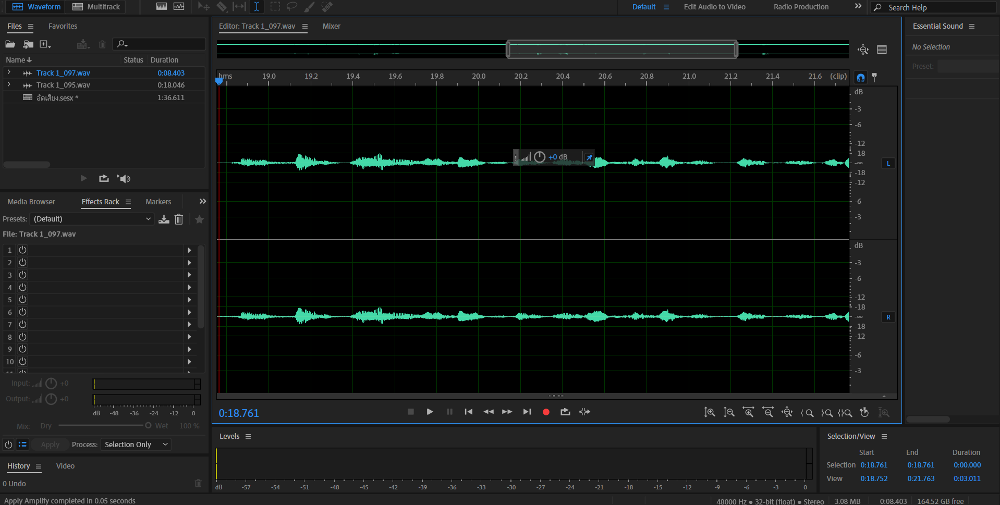 Waveform Multitrack Default Edit Audio to Video Radio Production Search Help
Files Favorites
Name Status Duration
Track 1_097.wav 0:08.403
Track 1_095.wav 0:18.046
อัดเสียง.sesx * 1:36.611
Media Browser Effects Rack Markers
Presets: (Default)
File: Track 1_097.wav
1
2
3
4
5
6
7
8
9
10
11
Input: +0
Output: +0
dB -48 -36 -24 -12 0
Mix: Dry Wet 100 %
Apply Process: Selection Only
History Video
0 Undo
Apply Amplify completed in 0.05 seconds
Editor: Track 1_097.wav Mixer
hms 19.0 19.2 19.4 19.6 19.8 20.0 20.2 20.4 20.6 20.8 21.0 21.2 21.4 21.6 (clip)
dB
-3
-6
-12
-18
-∞
-18
-12
-6
-3
+0 dB
L
dB
-3
-6
-12
-18
-∞
-18
-12
-6
-3
R
0:18.761
Levels
dB -57 -54 -51 -48 -45 -42 -39 -36 -33 -30 -27 -24 -21 -18 -15 -12 -9 -6 -3 0
Essential Sound
No Selection
Preset:
Selection/View
Start End Duration
Selection 0:18.761 0:18.761 0:00.000
View 0:18.752 0:21.763 0:03.011
48000 Hz ● 32-bit (float) ● Stereo 3.08 MB 0:08.403 164.52 GB free